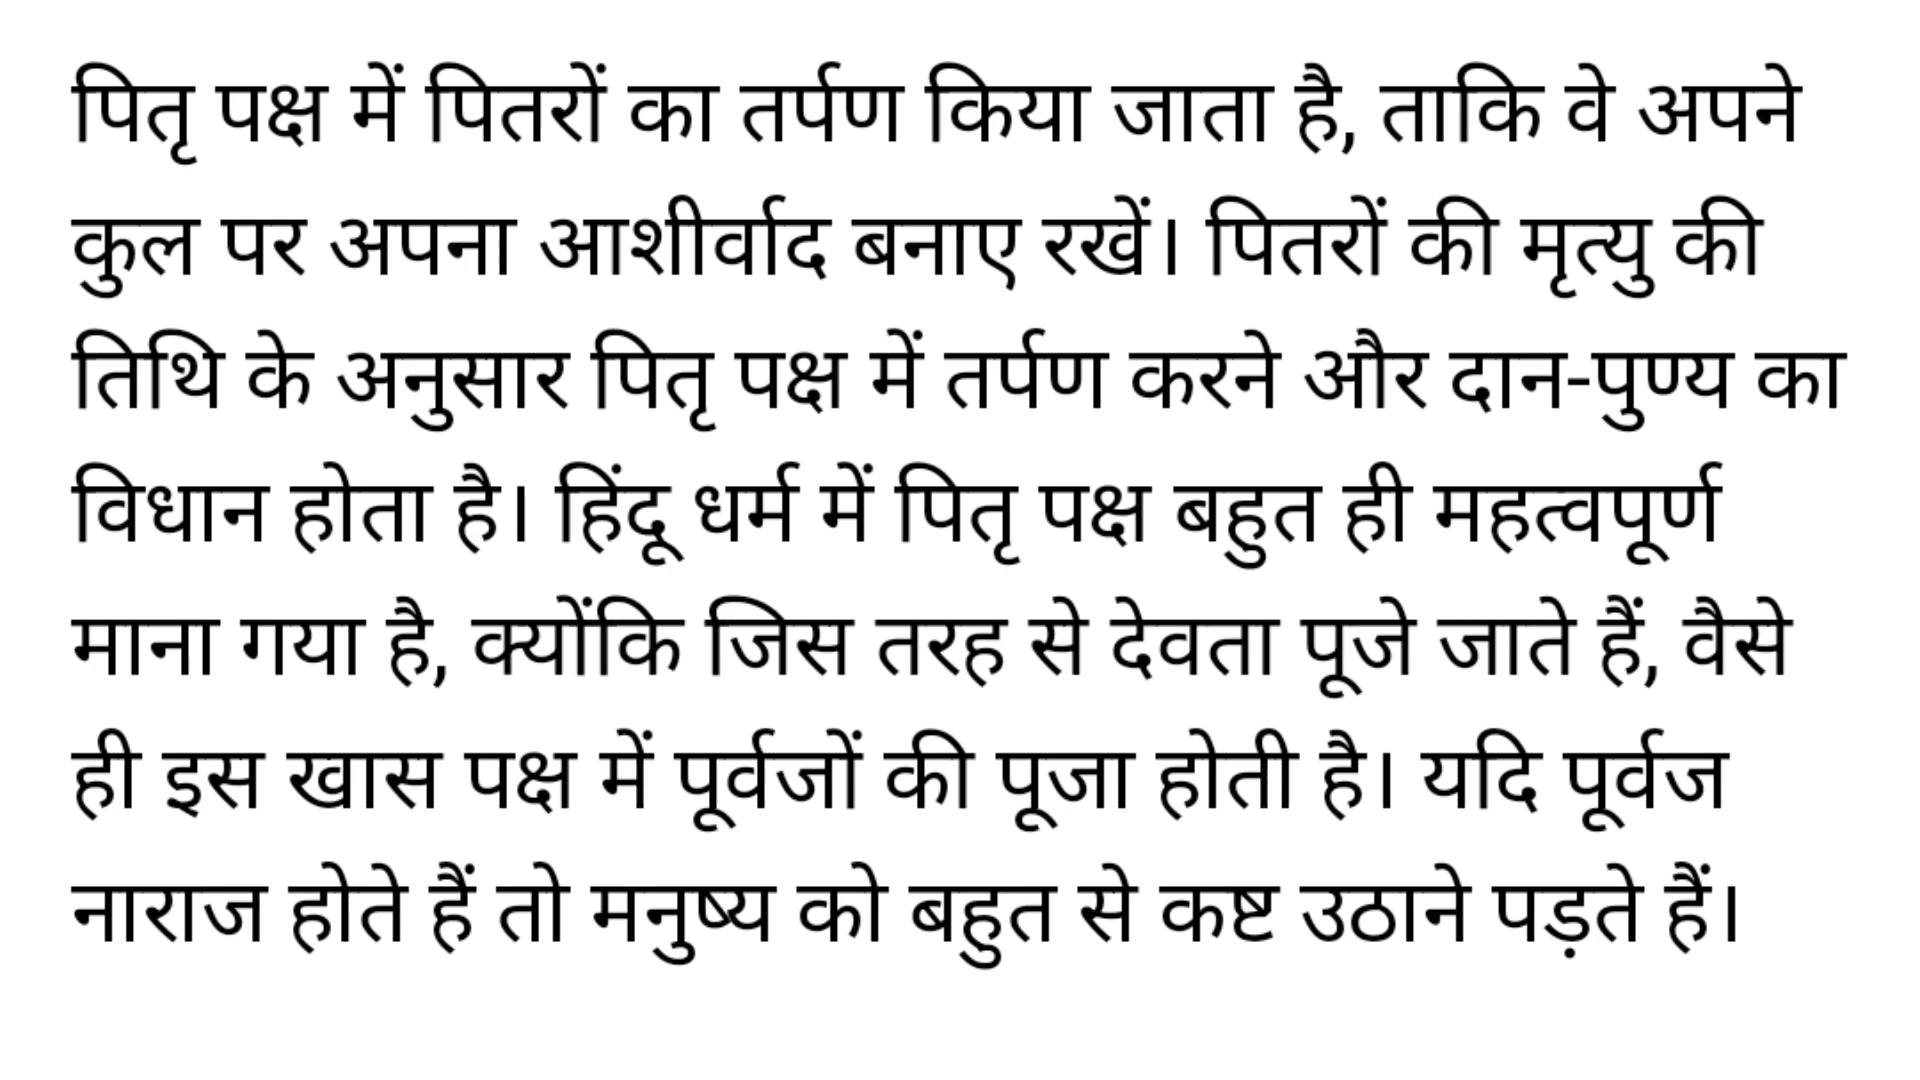 पितृ पक्ष में पितरों का तर्पण किया जाता है, ताकि वे अपने
कुल पर अपना आशीर्वाद बनाए रखें। पितरों की मृत्यु की
तिथि के अनुसार पितृ पक्ष में तर्पण करने और दान-पुण्य का
विधान होता है। हिंदू धर्म में पितृ पक्ष बहुत ही महत्वपूर्ण
माना गया है, क्योंकि जिस तरह से देवता पूजे जाते हैं, वैसे
ही इस खास पक्ष में पूर्वजों की पूजा होती है। यदि पूर्वज
नाराज होते हैं तो मनुष्य को बहुत से कष्ट उठाने पड़ते हैं।